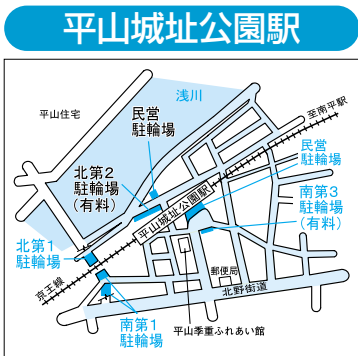 平山城址公園駅
平山住宅
浅川
至南平駅
民営
駐輪場
民営
駐輪場
北第2
駐輪場
(有料)
平山城址公園駅
南第3
駐輪場
(有料)
北第1
駐輪場
京王線
郵便局
北野街道
南第1
駐輪場
平山季重ふれあい館